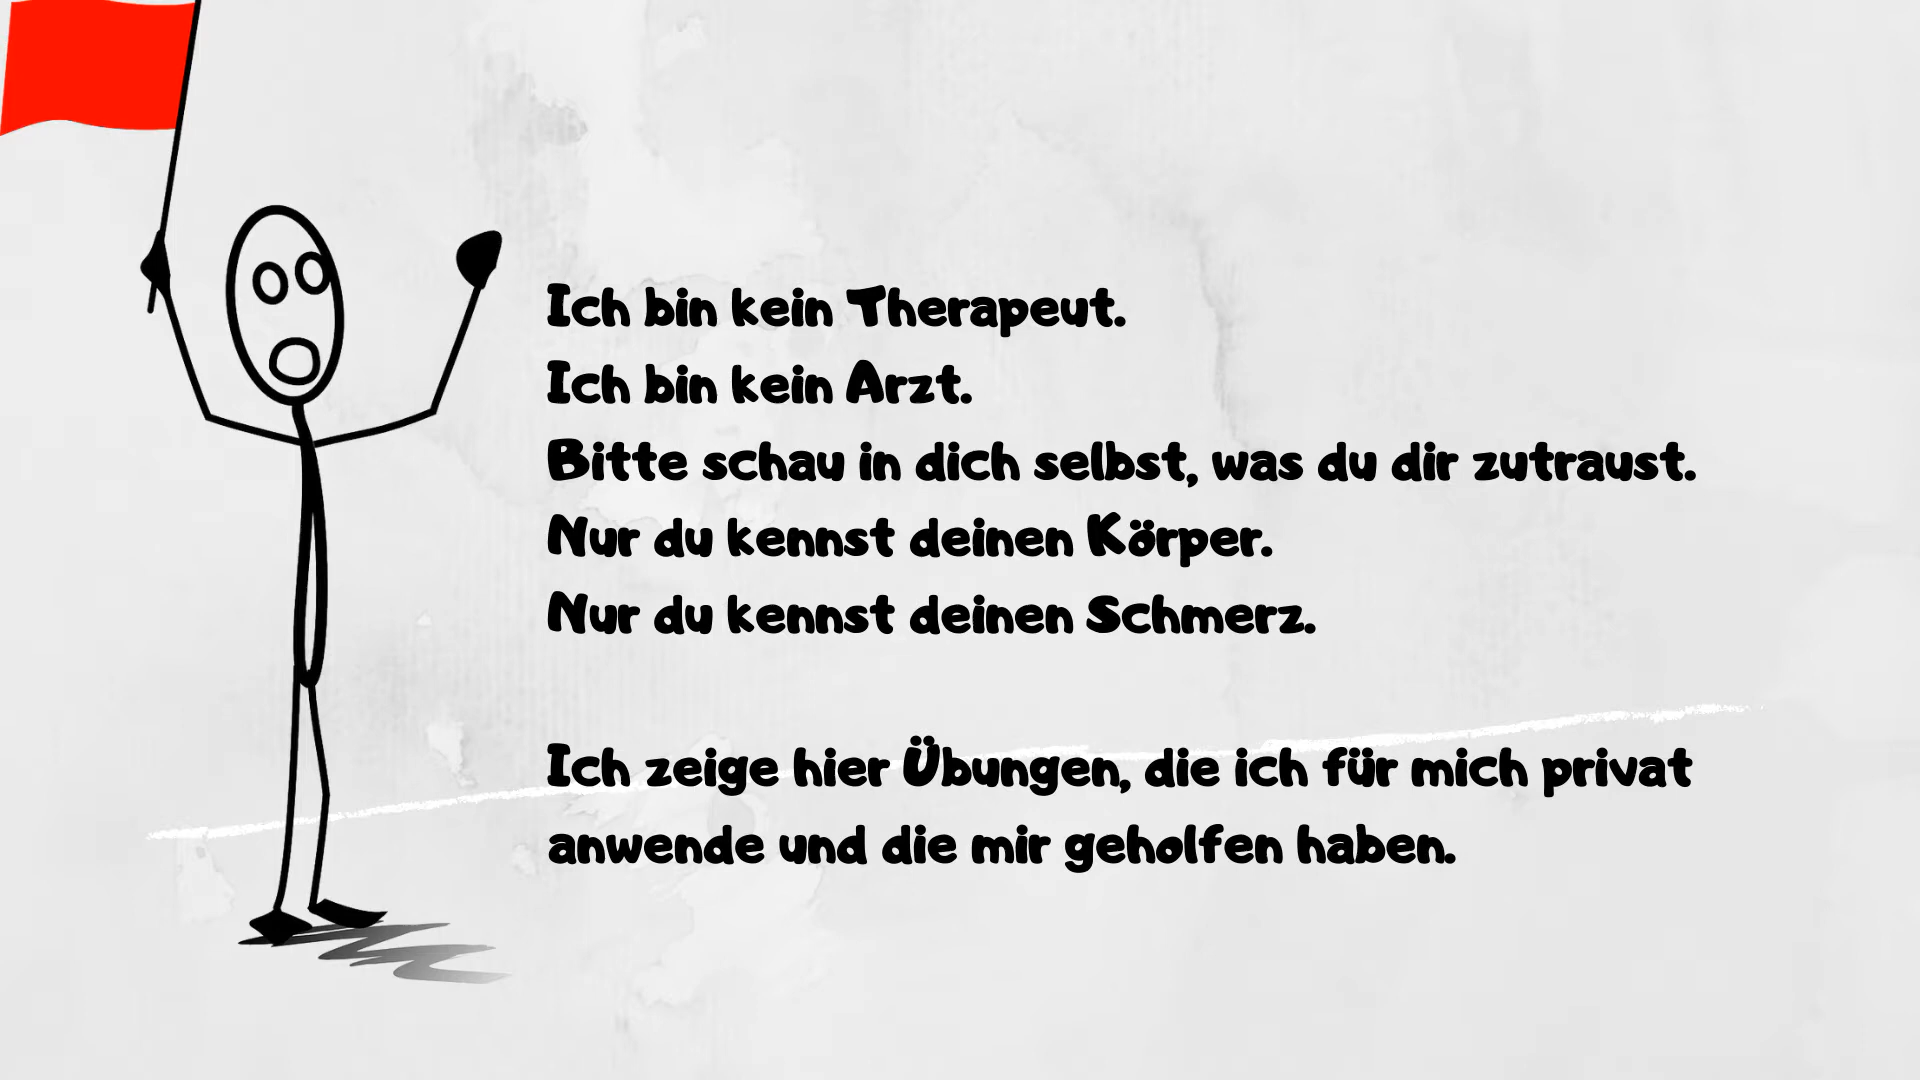 Ich bin kein Therapeut.
Ich bin kein Arzt.
Bitte schau in dich selbst, was du dir zutraust.
Nur du kennst deinen Körper.
Nur du kennst deinen Schmerz.
Ich zeige hier Übungen, die ich für mich privat
anwende und die mir geholfen haben.